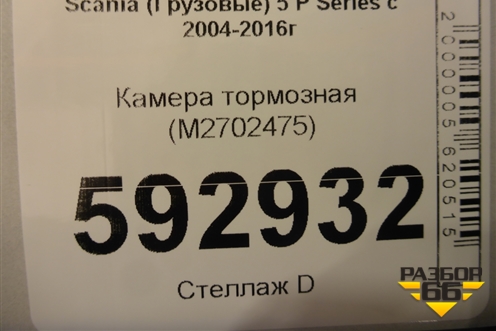 Scania (Грузовые) 5 P Series с
2004-2016г
Камера тормозная
(M2702475)
592932
Стеллаж D
2000005620515
РАЗБОР
66